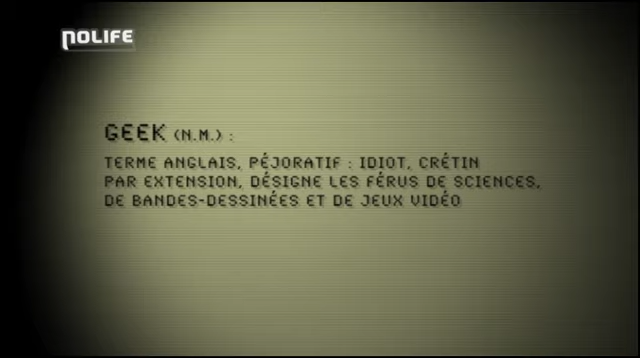 NOLIFE
GEEK (N.M.) :
TERME ANGLAIS, PÉJORATIF : IDIOT, CRÉTIN
PAR EXTENSION, DÉSIGNE LES FÉRUS DE SCIENCES,
DE BANDES-DESSINÉES ET DE JEUX VIDÉO